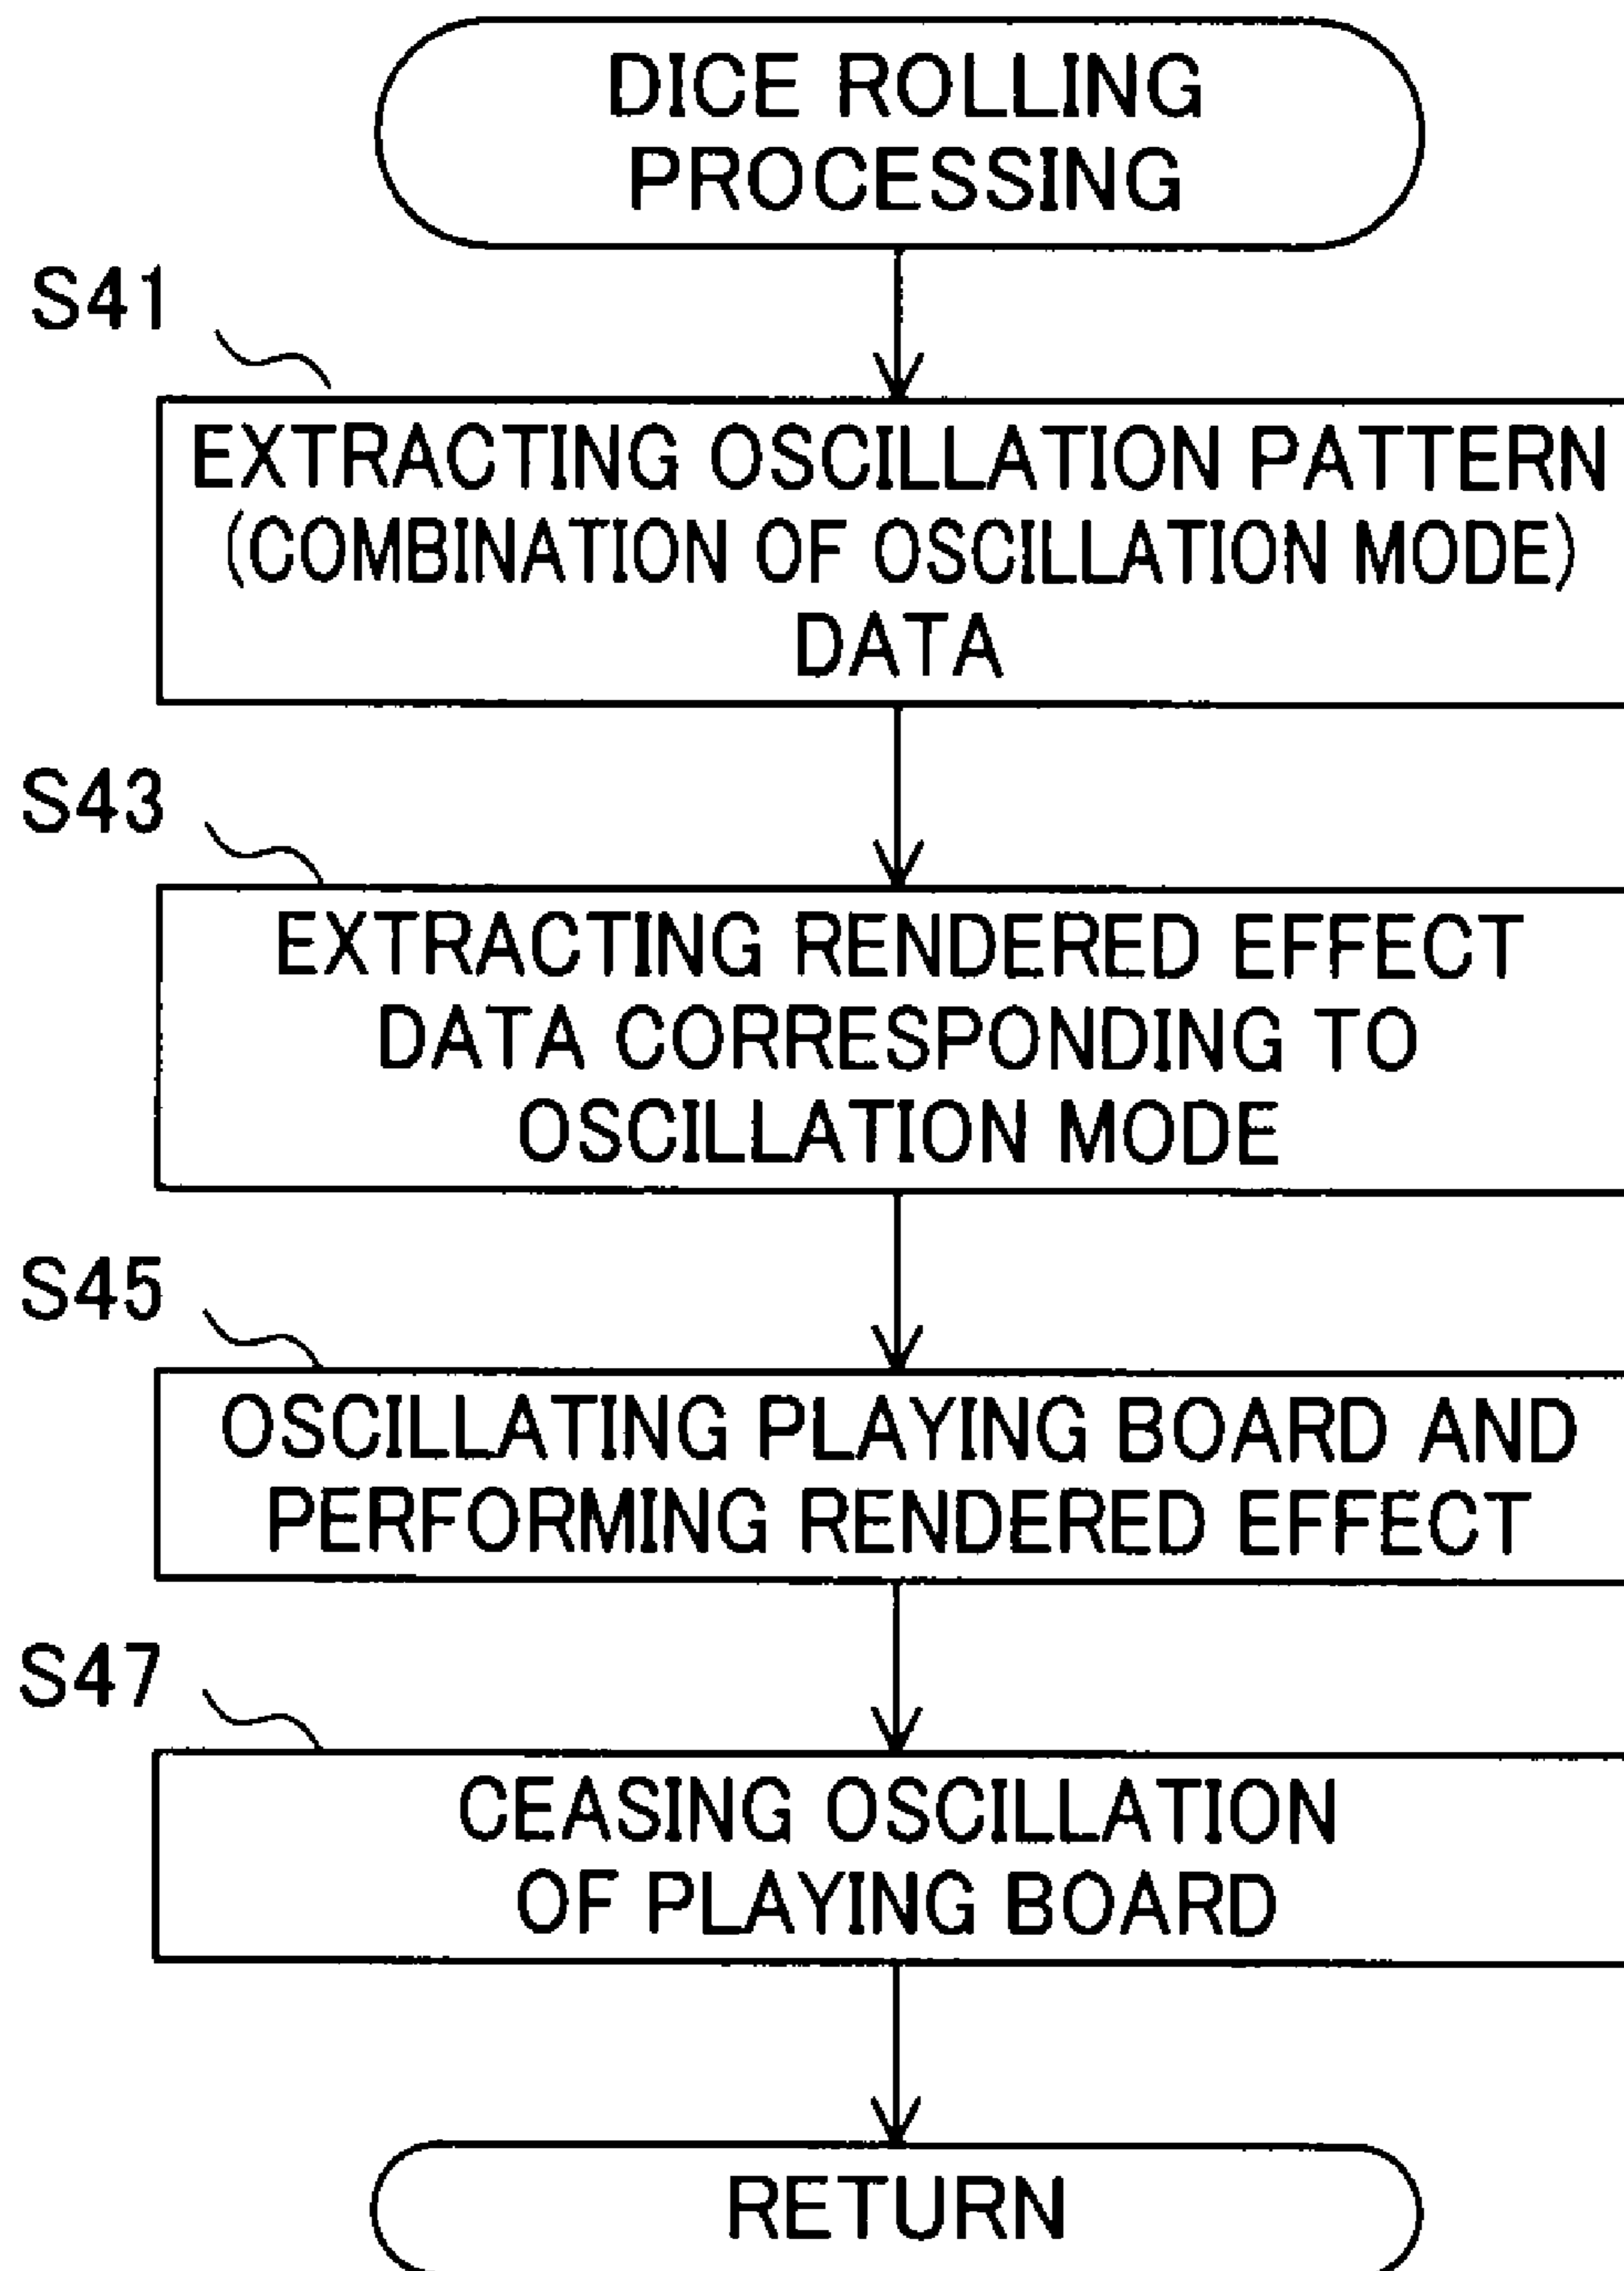 DICE ROLLING
PROCESSING
S41
EXTRACTING OSCILLATION PATTERN
(COMBINATION OF OSCILLATION MODE)
DATA
S43
EXTRACTING RENDERED EFFECT
DATA CORRESPONDING TO
OSCILLATION MODE
S45
OSCILLATING PLAYING BOARD AND
PERFORMING RENDERED EFFECT
S47
CEASING OSCILLATION
OF PLAYING BOARD
RETURN